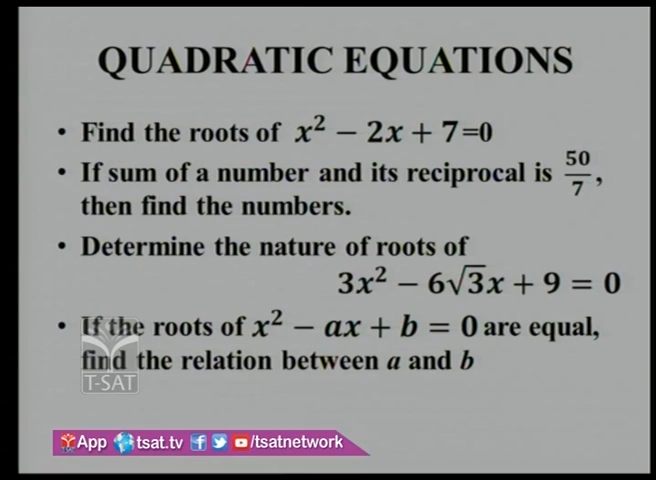 QUADRATIC EQUATIONS
• Find the roots of x² − 2x + 7=0
• If sum of a number and its reciprocal is 50/7,
then find the numbers.
• Determine the nature of roots of
3x² − 6√3x + 9 = 0
• If the roots of x² − ax + b = 0 are equal,
find the relation between a and b
T-SAT
App tsat.tv /tsatnetwork